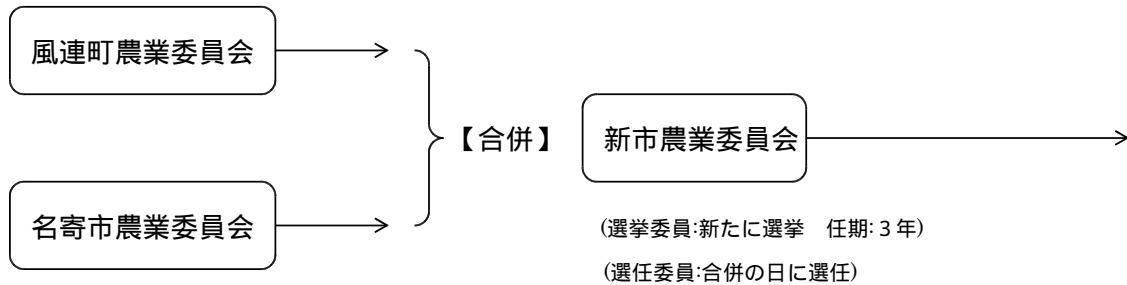 風連町農業委員会
名寄市農業委員会
【合併】
新市農業委員会
(選挙委員:新たに選挙　任期:３年)
(選任委員:合併の日に選任)